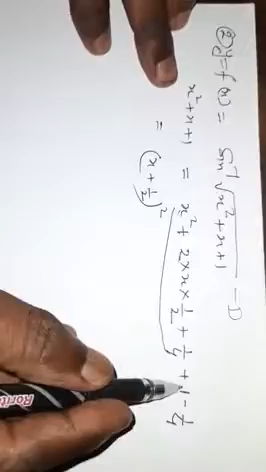 ② y = f(x) = sin⁻¹√x²+x+1 —①
x²+x+1 = x² + 2×x×1/2 + 1/4 + 1 - 1/4
= (x + 1/2)²